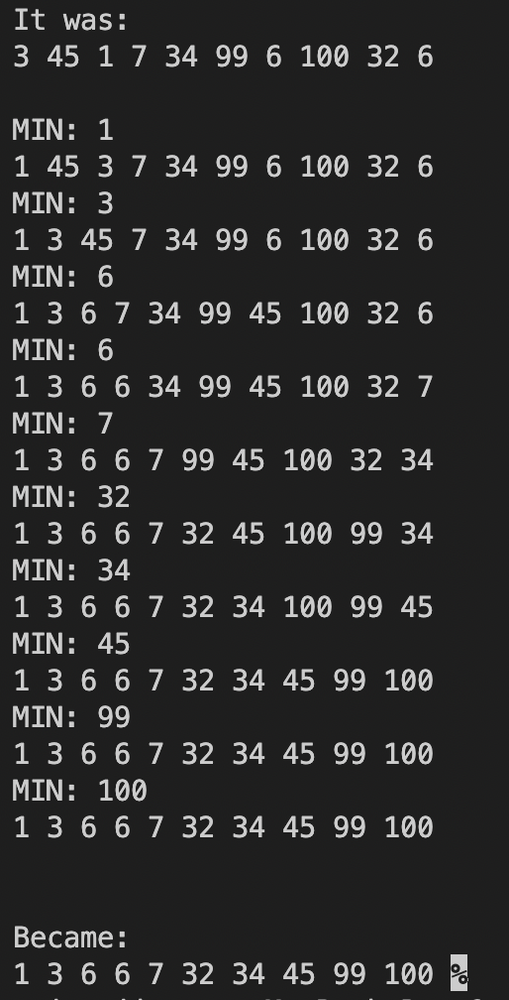 It was:
3 45 1 7 34 99 6 100 32 6
MIN: 1
1 45 3 7 34 99 6 100 32 6
MIN: 3
1 3 45 7 34 99 6 100 32 6
MIN: 6
1 3 6 7 34 99 45 100 32 6
MIN: 6
1 3 6 6 34 99 45 100 32 7
MIN: 7
1 3 6 6 7 99 45 100 32 34
MIN: 32
1 3 6 6 7 32 45 100 99 34
MIN: 34
1 3 6 6 7 32 34 100 99 45
MIN: 45
1 3 6 6 7 32 34 45 99 100
MIN: 99
1 3 6 6 7 32 34 45 99 100
MIN: 100
1 3 6 6 7 32 34 45 99 100
Became:
1 3 6 6 7 32 34 45 99 100 %